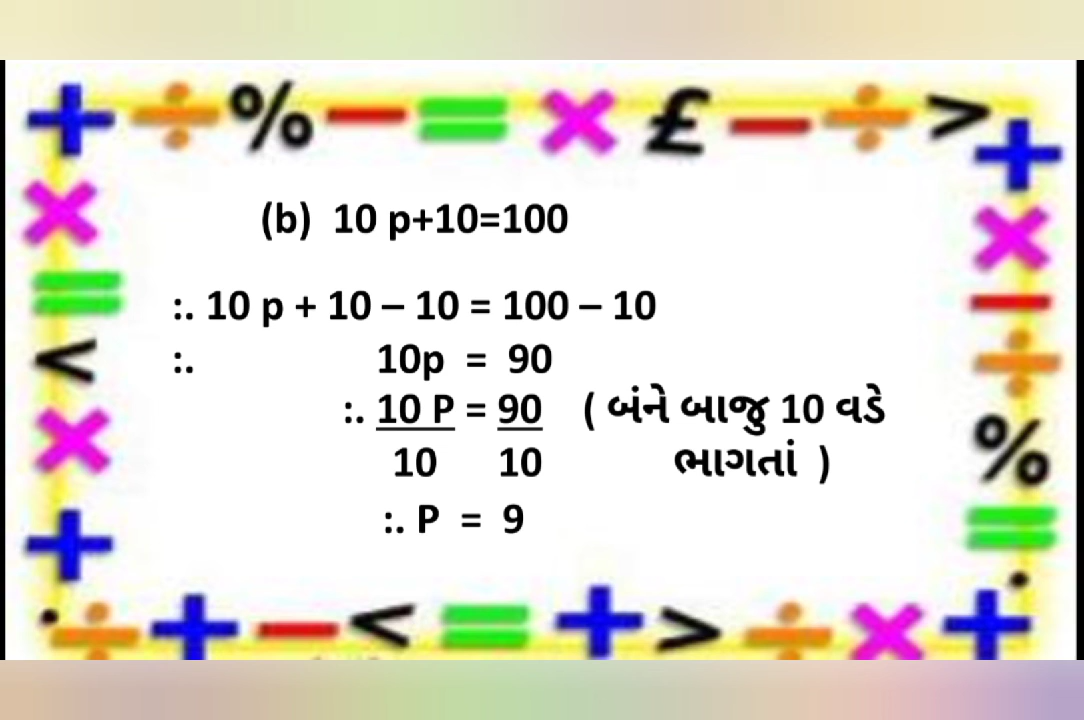 (b) 10 p+10=100
:. 10 p + 10 – 10 = 100 – 10
:. 10p = 90
:. 10 P = 90 ( બંને બાજુ 10 વડે
10 10 ભાગતાં )
:. P = 9